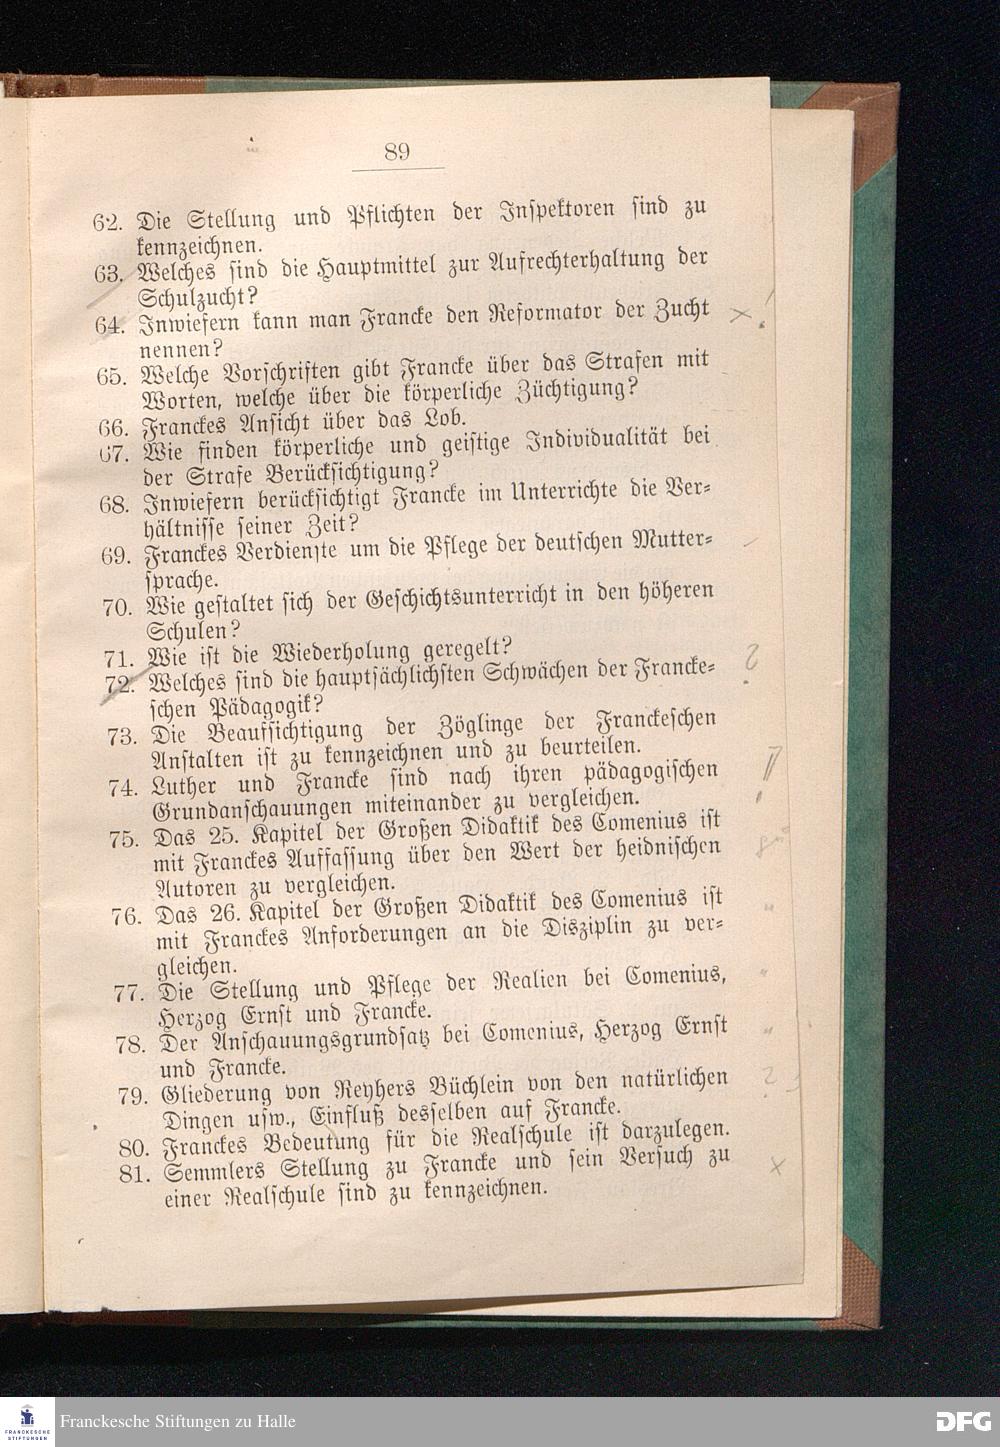 89
62. Die Stellung und Pflichten der Inspektoren sind zu
kennzeichnen.
63. Welches sind die Hauptmittel zur Aufrechterhaltung der
Schulzucht?
64. Inwiefern kann man Francke den Reformator der Zucht
nennen?
65. Welche Vorschriften gibt Francke über das Strafen mit
Worten, welche über die körperliche Züchtigung?
66. Franckes Ansicht über das Lob.
67. Wie finden körperliche und geistige Individualität bei
der Strafe Berücksichtigung?
68. Inwiefern berücksichtigt Francke im Unterrichte die Ver-
hältnisse seiner Zeit?
69. Franckes Verdienste um die Pflege der deutschen Mutter-
sprache.
70. Wie gestaltet sich der Geschichtsunterricht in den höheren
Schulen?
71. Wie ist die Wiederholung geregelt?
72. Welches sind die hauptsächlichsten Schwächen der Francke-
schen Pädagogik?
73. Die Beaufsichtigung der Zöglinge der Franckeschen
Anstalten ist zu kennzeichnen und zu beurteilen.
74. Luther und Francke sind nach ihren pädagogischen
Grundanschauungen miteinander zu vergleichen.
75. Das 25. Kapitel der Großen Didaktik des Comenius ist
mit Franckes Auffassung über den Wert der heidnischen
Autoren zu vergleichen.
76. Das 26. Kapitel der Großen Didaktik des Comenius ist
mit Franckes Anforderungen an die Disziplin zu ver-
gleichen.
77. Die Stellung und Pflege der Realien bei Comenius,
Herzog Ernst und Francke.
78. Der Anschauungsgrundsatz bei Comenius, Herzog Ernst
und Francke.
79. Gliederung von Reyhers Büchlein von den natürlichen
Dingen usw., Einfluß desselben auf Francke.
80. Franckes Bedeutung für die Realschule ist darzulegen.
81. Semmlers Stellung zu Francke und sein Versuch zu
einer Realschule sind zu kennzeichnen.
FRANCKESCHE
STIFTUNGEN
Franckesche Stiftungen zu Halle
DFG